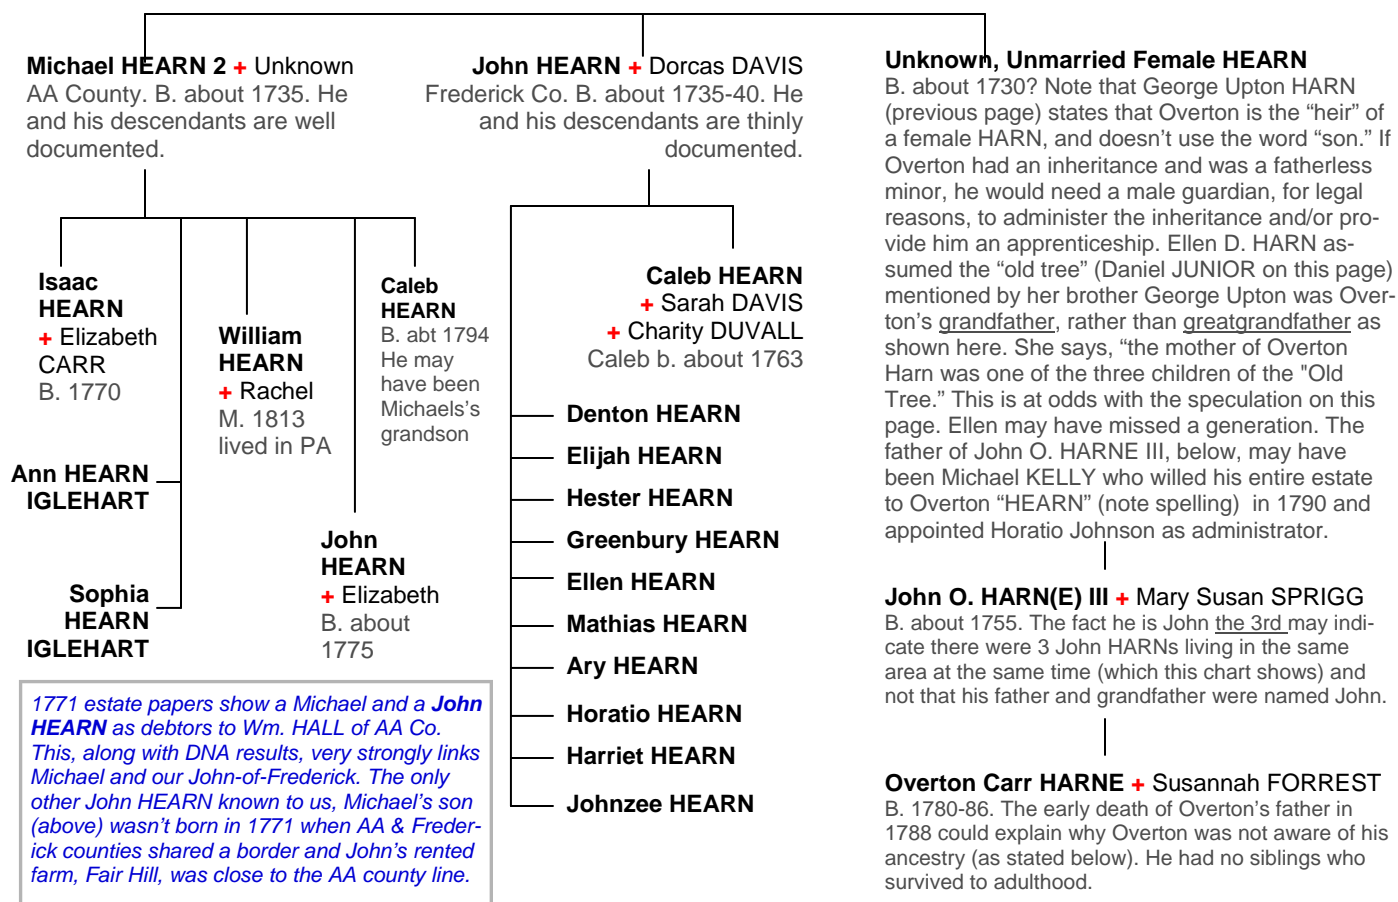 Michael HEARN 2 + Unknown
AA County. B. about 1735. He
and his descendants are well
documented.
John HEARN + Dorcas DAVIS
Frederick Co. B. about 1735-40. He
and his descendants are thinly
documented.
Unknown, Unmarried Female HEARN
B. about 1730? Note that George Upton HARN
(previous page) states that Overton is the “heir” of
a female HARN, and doesn’t use the word “son.” If
Overton had an inheritance and was a fatherless
minor, he would need a male guardian, for legal
reasons, to administer the inheritance and/or pro-
vide him an apprenticeship. Ellen D. HARN as-
sumed the “old tree” (Daniel JUNIOR on this page)
mentioned by her brother George Upton was Over-
ton’s grandfather, rather than greatgrandfather as
shown here. She says, “the mother of Overton
Harn was one of the three children of the "Old
Tree.” This is at odds with the speculation on this
page. Ellen may have missed a generation. The
father of John O. HARNE III, below, may have
been Michael KELLY who willed his entire estate
to Overton “HEARN” (note spelling) in 1790 and
appointed Horatio Johnson as administrator.
Isaac
HEARN
+ Elizabeth
CARR
B. 1770
William
HEARN
+ Rachel
M. 1813
lived in PA
Caleb
HEARN
B. abt 1794
He may
have been
Michaels's
grandson
Ann HEARN
IGLEHART
Sophia
HEARN
IGLEHART
John
HEARN
+ Elizabeth
B. about
1775
Caleb HEARN
+ Sarah DAVIS
+ Charity DUVALL
Caleb b. about 1763
Denton HEARN
Elijah HEARN
Hester HEARN
Greenbury HEARN
Ellen HEARN
Mathias HEARN
Ary HEARN
Horatio HEARN
Harriet HEARN
Johnzee HEARN
John O. HARN(E) III + Mary Susan SPRIGG
B. about 1755. The fact he is John the 3rd may indi-
cate there were 3 John HARNs living in the same
area at the same time (which this chart shows) and
not that his father and grandfather were named John.
Overton Carr HARNE + Susannah FORREST
B. 1780-86. The early death of Overton’s father in
1788 could explain why Overton was not aware of his
ancestry (as stated below). He had no siblings who
survived to adulthood.
1771 estate papers show a Michael and a John
HEARN as debtors to Wm. HALL of AA Co.
This, along with DNA results, very strongly links
Michael and our John-of-Frederick. The only
other John HEARN known to us, Michael’s son
(above) wasn’t born in 1771 when AA & Freder-
ick counties shared a border and John’s rented
farm, Fair Hill, was close to the AA county line.